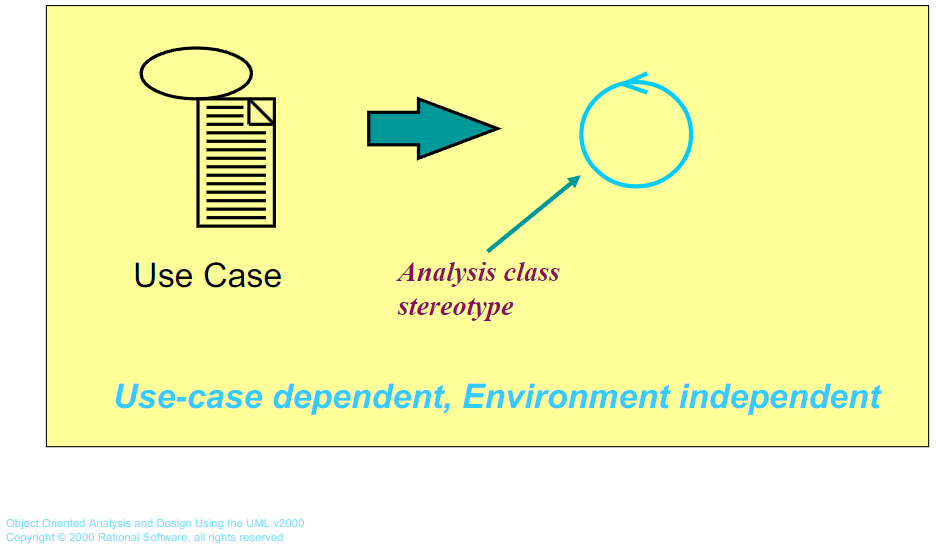 Use Case
Analysis class
stereotype
Use-case dependent, Environment independent
Object Oriented Analysis and Design Using the UML v2000
Copyright © 2000 Rational Software, all rights reserved